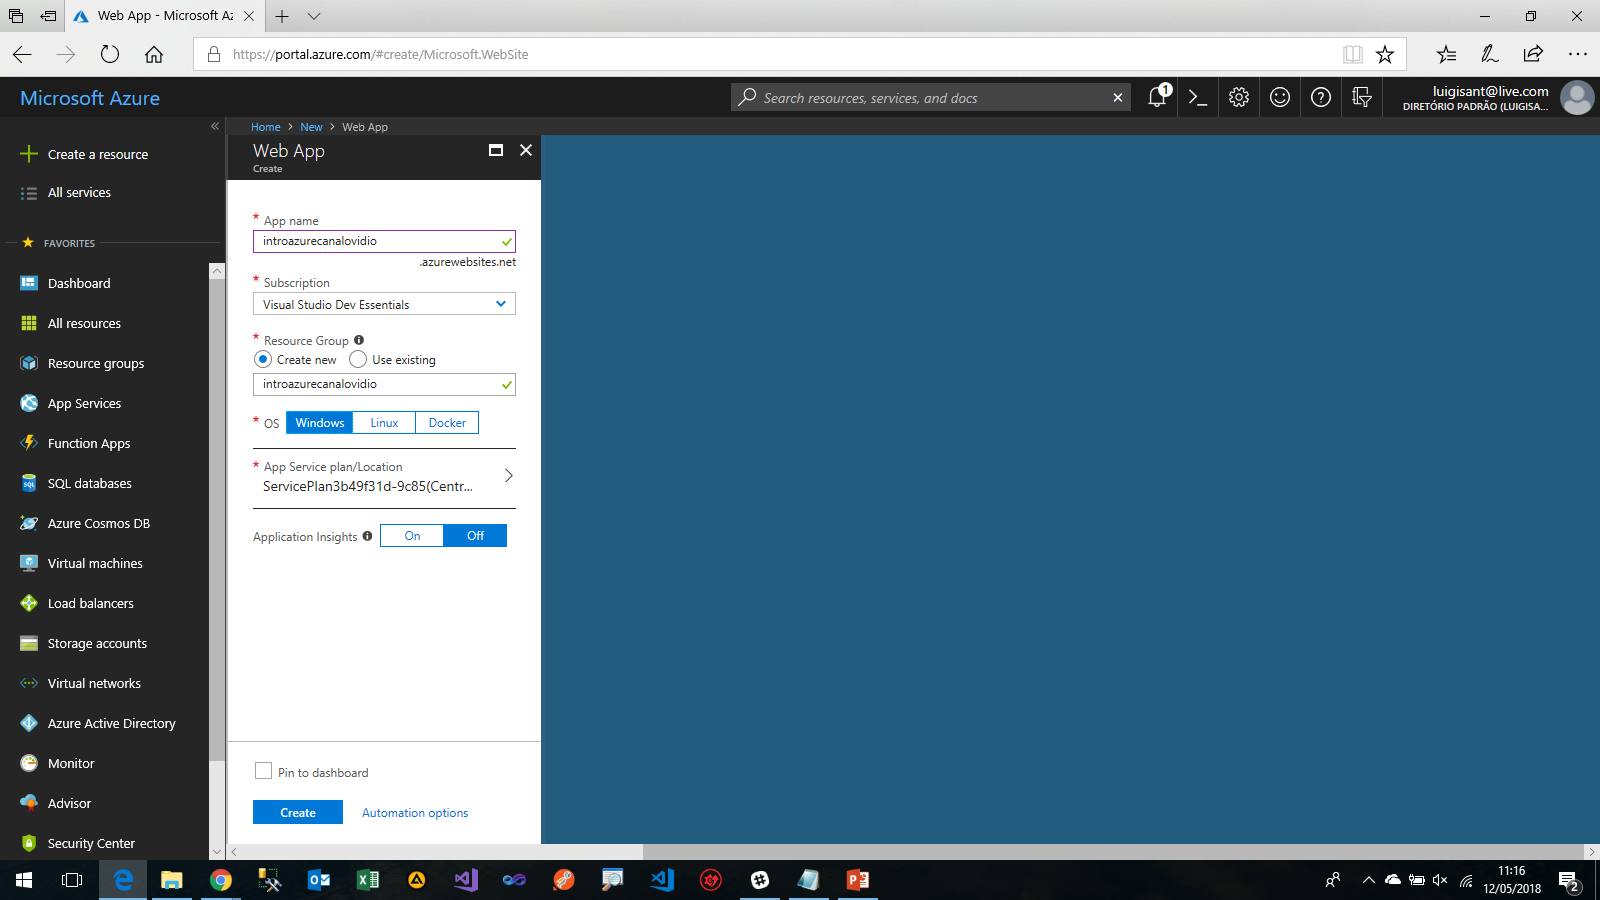 Web App - Microsoft Az
https://portal.azure.com/#create/Microsoft.WebSite
Microsoft Azure
Search resources, services, and docs
1
luigisant@live.com
DIRETÓRIO PADRÃO (LUIGISA...
Home > New > Web App
Create a resource
All services
FAVORITES
Dashboard
All resources
Resource groups
App Services
Function Apps
SQL databases
Azure Cosmos DB
Virtual machines
Load balancers
Storage accounts
Virtual networks
Azure Active Directory
Monitor
Advisor
Security Center
Web App
Create
* App name
introazurecanalovidio
.azurewebsites.net
* Subscription
Visual Studio Dev Essentials
* Resource Group
Create new Use existing
introazurecanalovidio
* OS Windows Linux Docker
* App Service plan/Location
ServicePlan3b49f31d-9c85(Centr...
Application Insights On Off
Pin to dashboard
Create Automation options
11:16
12/05/2018
2